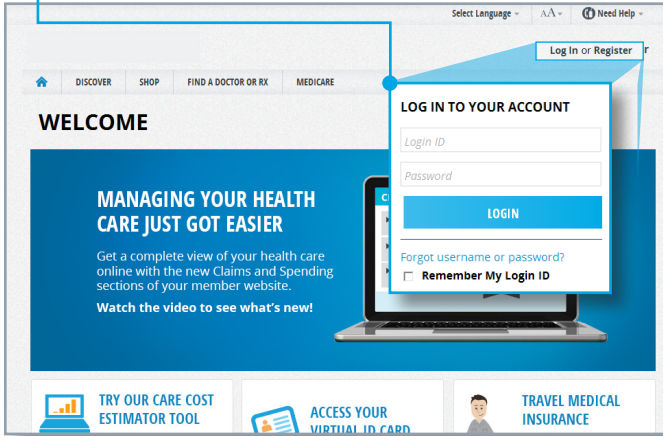 Select Language
AA
Need Help
Log In or Register
DISCOVER SHOP FIND A DOCTOR OR RX MEDICARE
LOG IN TO YOUR ACCOUNT
WELCOME
Login ID
Password
LOGIN
Forgot username or password?
Remember My Login ID
MANAGING YOUR HEALTH
CARE JUST GOT EASIER
Get a complete view of your health care
online with the new Claims and Spending
sections of your member website.
Watch the video to see what's new!
TRY OUR CARE COST
ESTIMATOR TOOL
ACCESS YOUR
VIRTUAL ID CARD
TRAVEL MEDICAL
INSURANCE